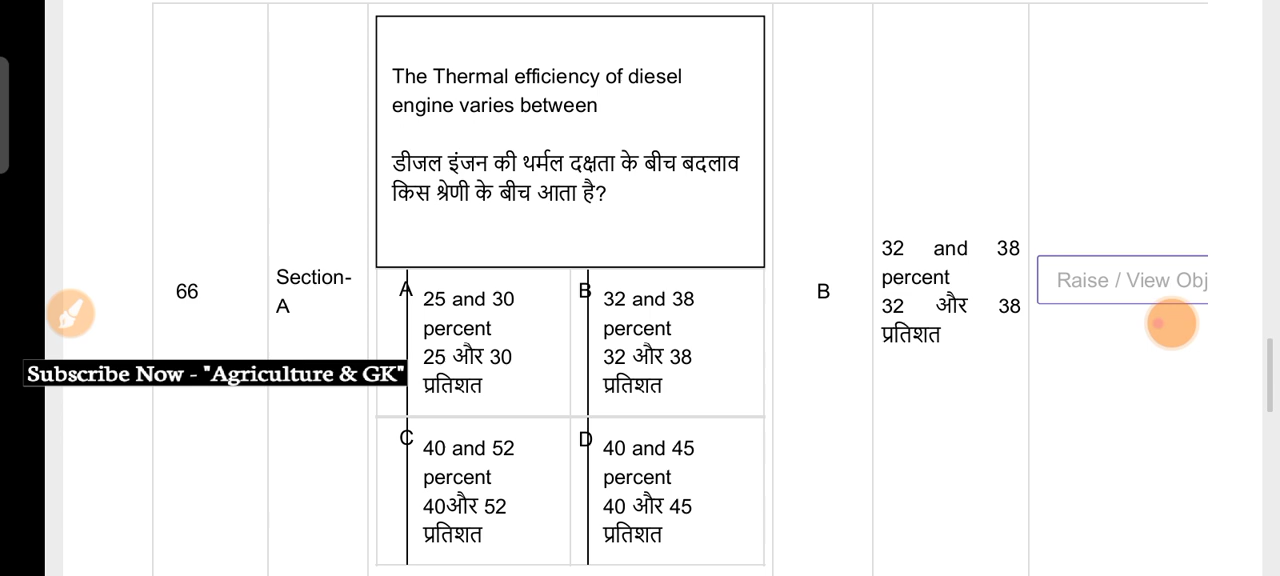 The Thermal efficiency of diesel
engine varies between
डीजल इंजन की थर्मल दक्षता के बीच बदलाव
किस श्रेणी के बीच आता है?
66
Section-
A
A
25 and 30
percent
25 और 30
प्रतिशत
B
32 and 38
percent
32 और 38
प्रतिशत
C
40 and 52
percent
40और 52
प्रतिशत
D
40 and 45
percent
40 और 45
प्रतिशत
B
32 and 38
percent
32 और 38
प्रतिशत
Raise / View Obj
Subscribe Now - "Agriculture & GK"